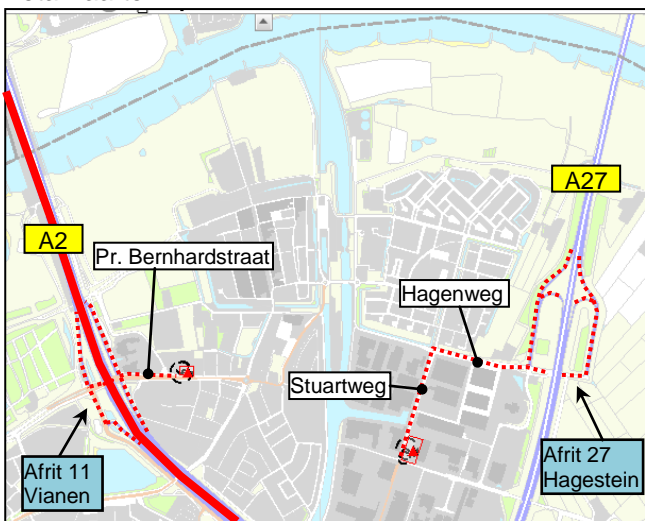 A27
A2
Pr. Bernhardstraat
Hagenweg
Stuartweg
Afrit 11
Vianen
Afrit 27
Hagestein